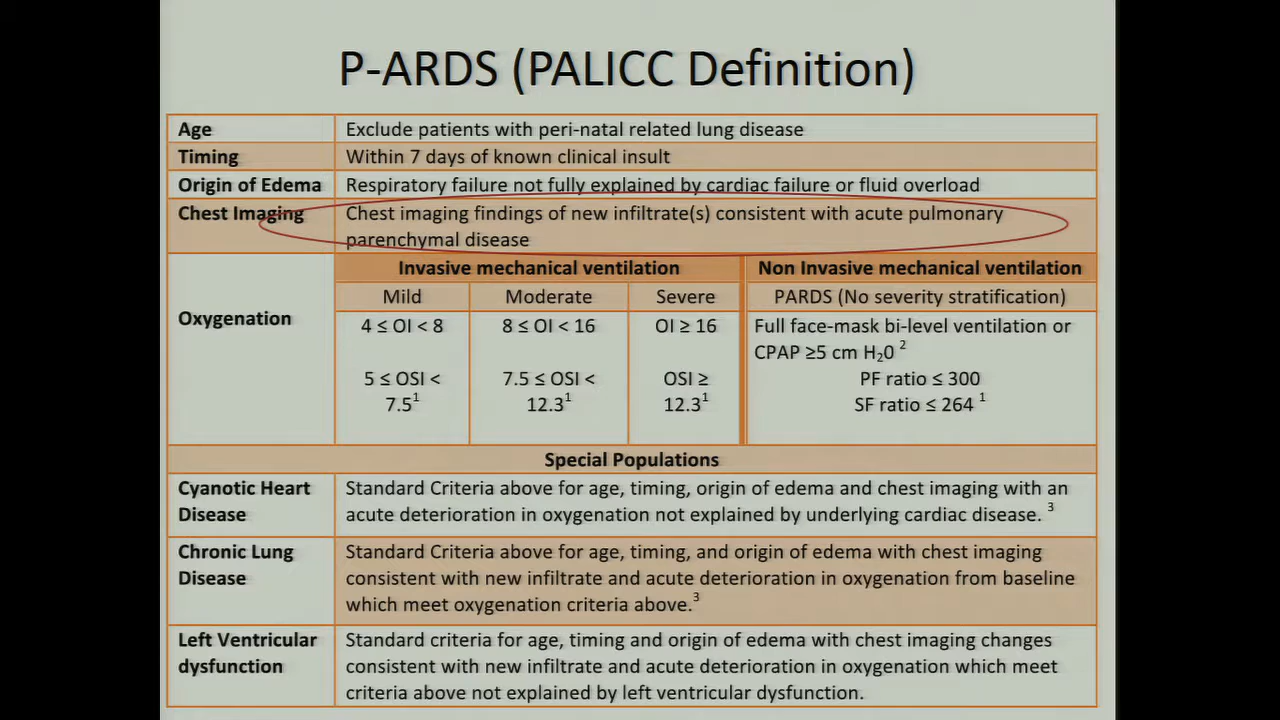 P-ARDS (PALICC Definition)
Age
Exclude patients with peri-natal related lung disease
Timing
Within 7 days of known clinical insult
Origin of Edema
Respiratory failure not fully explained by cardiac failure or fluid overload
Chest Imaging
Chest imaging findings of new infiltrate(s) consistent with acute pulmonary
parenchymal disease
Oxygenation
Invasive mechanical ventilation
Non Invasive mechanical ventilation
Mild
Moderate
Severe
PARDS (No severity stratification)
4 ≤ OI < 8
8 ≤ OI < 16
OI ≥ 16
Full face-mask bi-level ventilation or
CPAP ≥5 cm H₂0 ²
5 ≤ OSI <
7.5¹
7.5 ≤ OSI <
12.3¹
OSI ≥
12.3¹
PF ratio ≤ 300
SF ratio ≤ 264 ¹
Special Populations
Cyanotic Heart
Disease
Standard Criteria above for age, timing, origin of edema and chest imaging with an
acute deterioration in oxygenation not explained by underlying cardiac disease. ³
Chronic Lung
Disease
Standard Criteria above for age, timing, and origin of edema with chest imaging
consistent with new infiltrate and acute deterioration in oxygenation from baseline
which meet oxygenation criteria above.³
Left Ventricular
dysfunction
Standard criteria for age, timing and origin of edema with chest imaging changes
consistent with new infiltrate and acute deterioration in oxygenation which meet
criteria above not explained by left ventricular dysfunction.